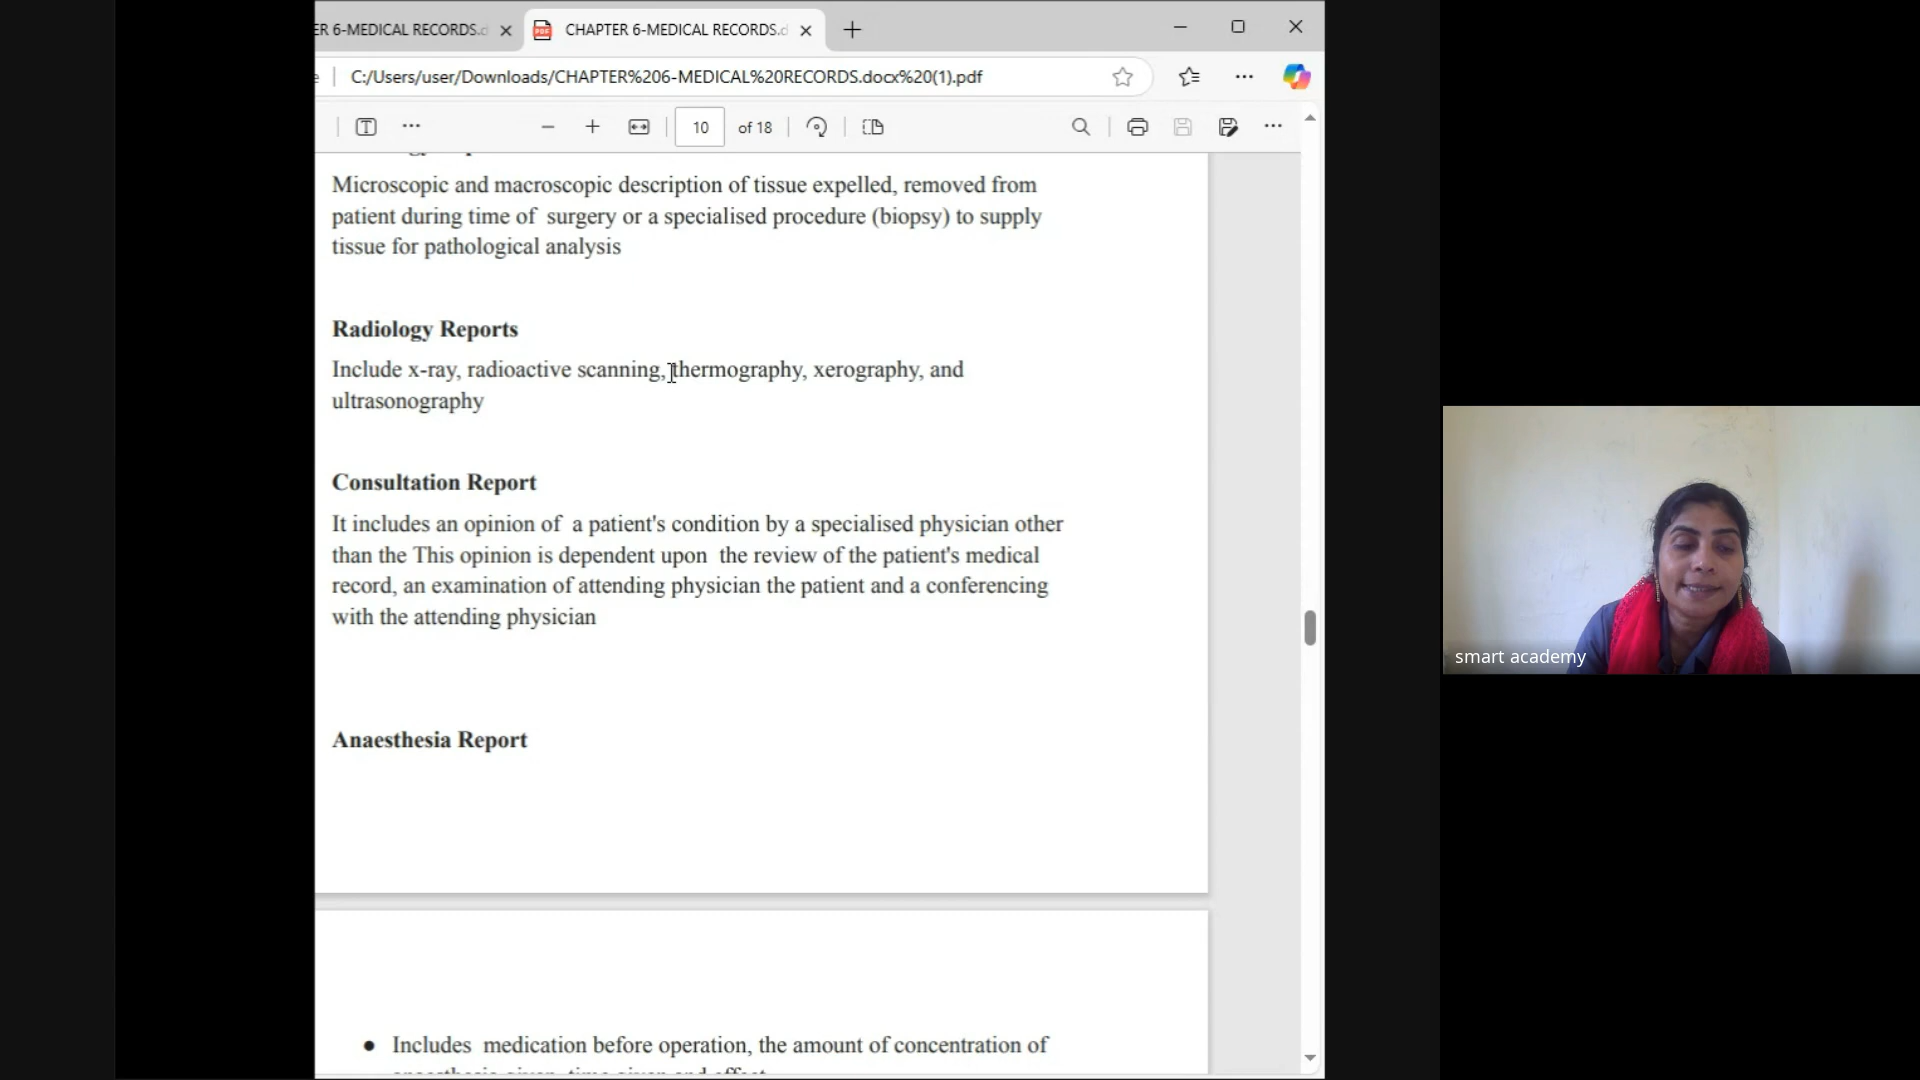 ER 6-MEDICAL RECORDS.d
CHAPTER 6-MEDICAL RECORDS.d
C:/Users/user/Downloads/CHAPTER%206-MEDICAL%20RECORDS.docx%20(1).pdf
10 of 18
Microscopic and macroscopic description of tissue expelled, removed from
patient during time of surgery or a specialised procedure (biopsy) to supply
tissue for pathological analysis
Radiology Reports
Include x-ray, radioactive scanning, thermography, xerography, and
ultrasonography
Consultation Report
It includes an opinion of a patient's condition by a specialised physician other
than the This opinion is dependent upon the review of the patient's medical
record, an examination of attending physician the patient and a conferencing
with the attending physician
Anaesthesia Report
● Includes medication before operation, the amount of concentration of
smart academy